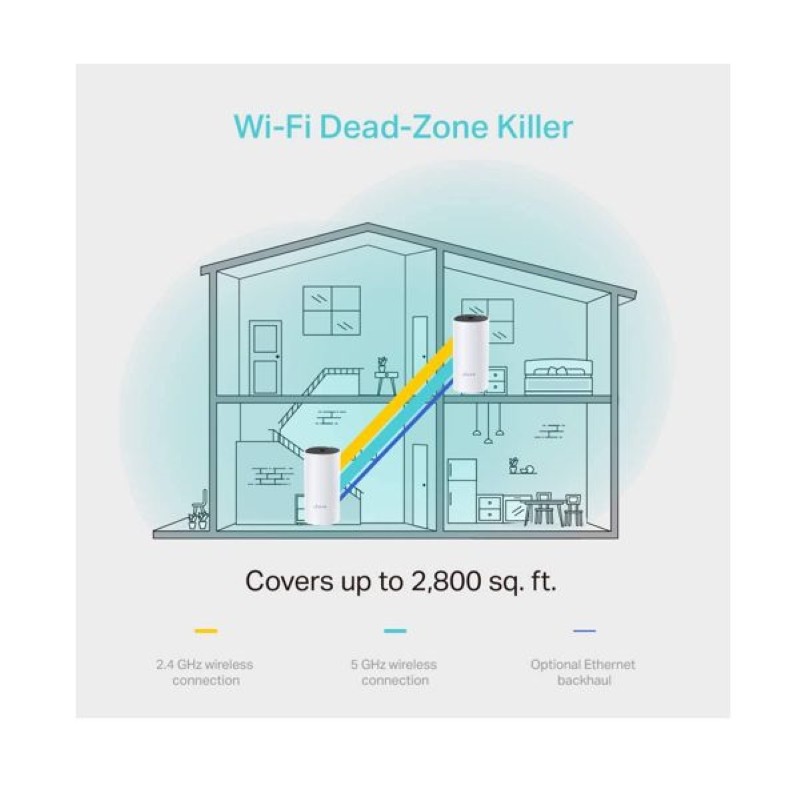 Wi-Fi Dead-Zone Killer
Covers up to 2,800 sq. ft.
2.4 GHz wireless
connection
5 GHz wireless
connection
Optional Ethernet
backhaul